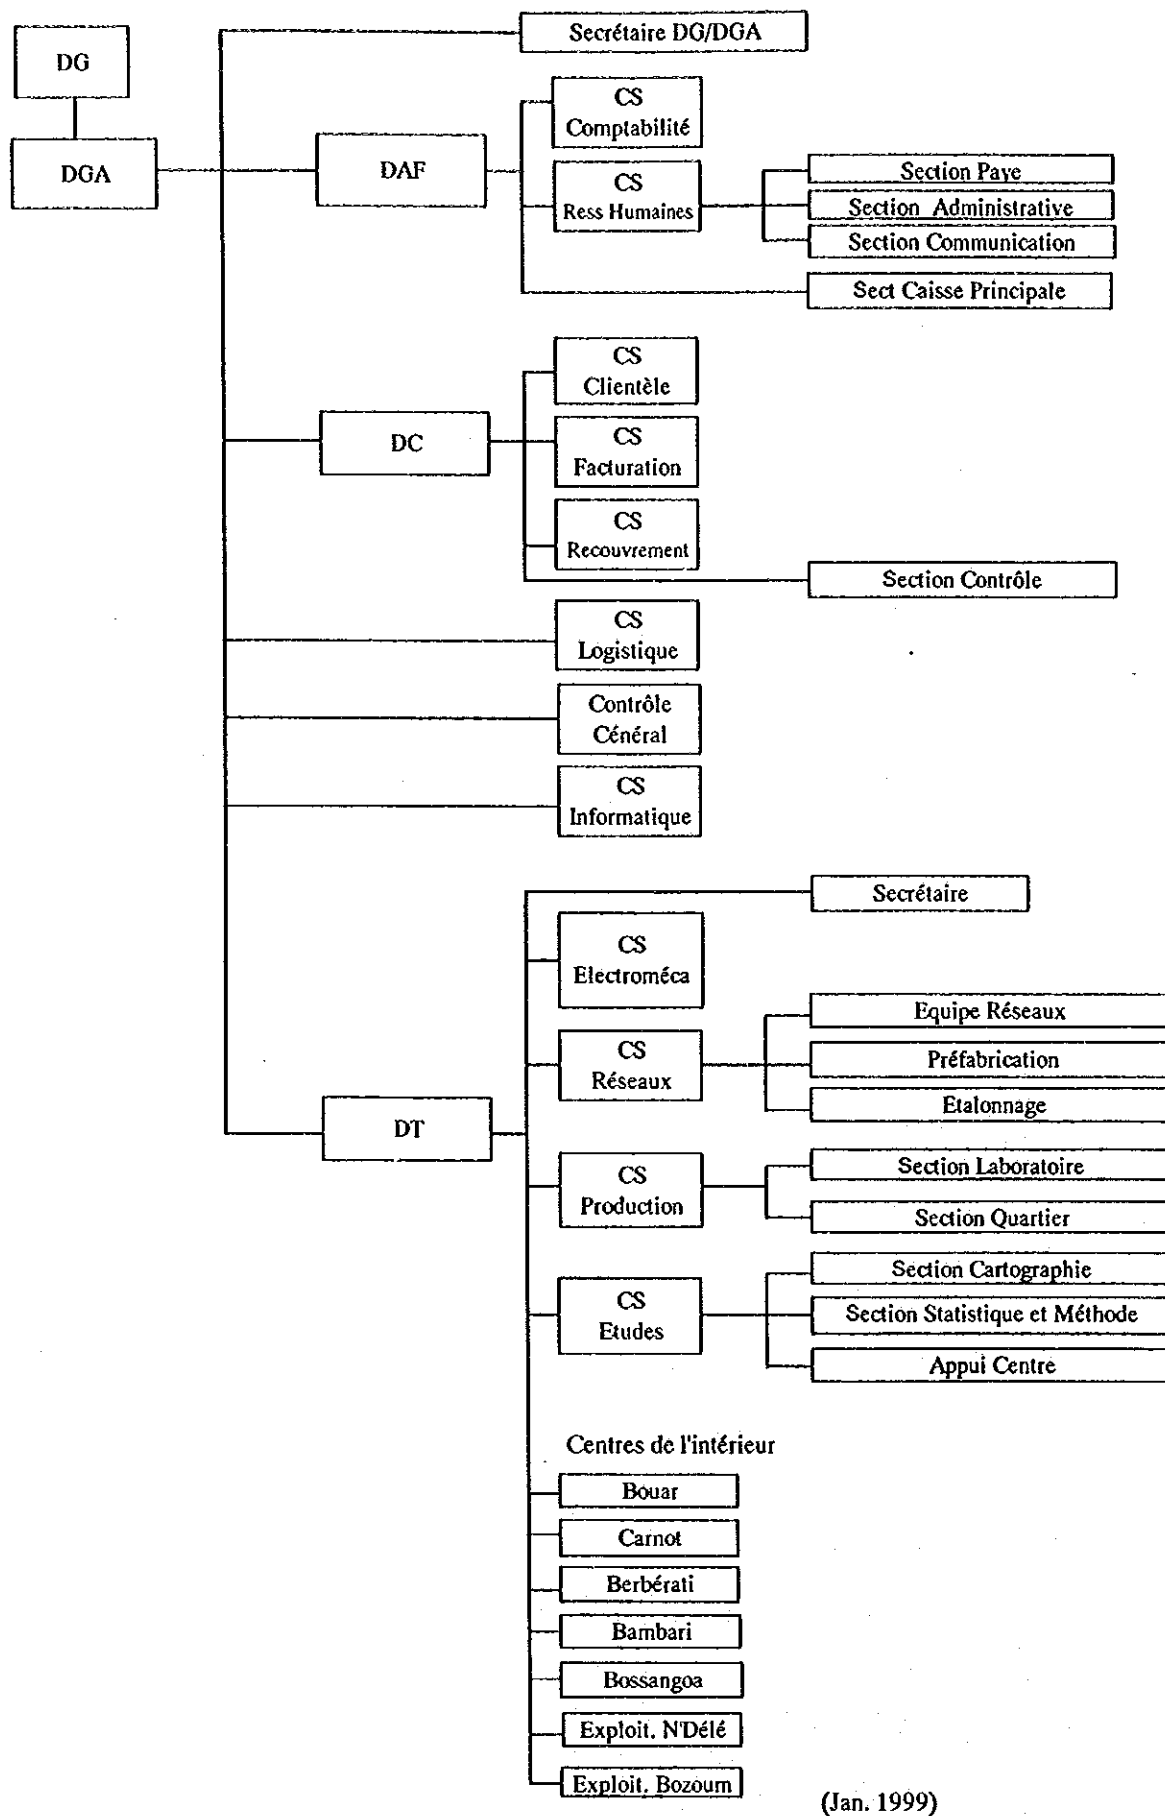 Secrétaire DG/DGA
DG
DGA
DAF
CS
Comptabilité
CS
Ress Humaines
Section Paye
Section Administrative
Section Communication
Sect Caisse Principale
DC
CS
Clientèle
CS
Facturation
CS
Recouvrement
Section Contrôle
CS
Logistique
Contrôle
Cénéral
CS
Informatique
DT
Secrétaire
CS
Electroméca
CS
Réseaux
Equipe Réseaux
Préfabrication
Etalonnage
CS
Production
Section Laboratoire
Section Quartier
CS
Etudes
Section Cartographie
Section Statistique et Méthode
Appui Centre
Centres de l'intérieur
Bouar
Carnot
Berbérati
Bambari
Bossangoa
Exploit. N'Délé
Exploit. Bozoum
(Jan. 1999)